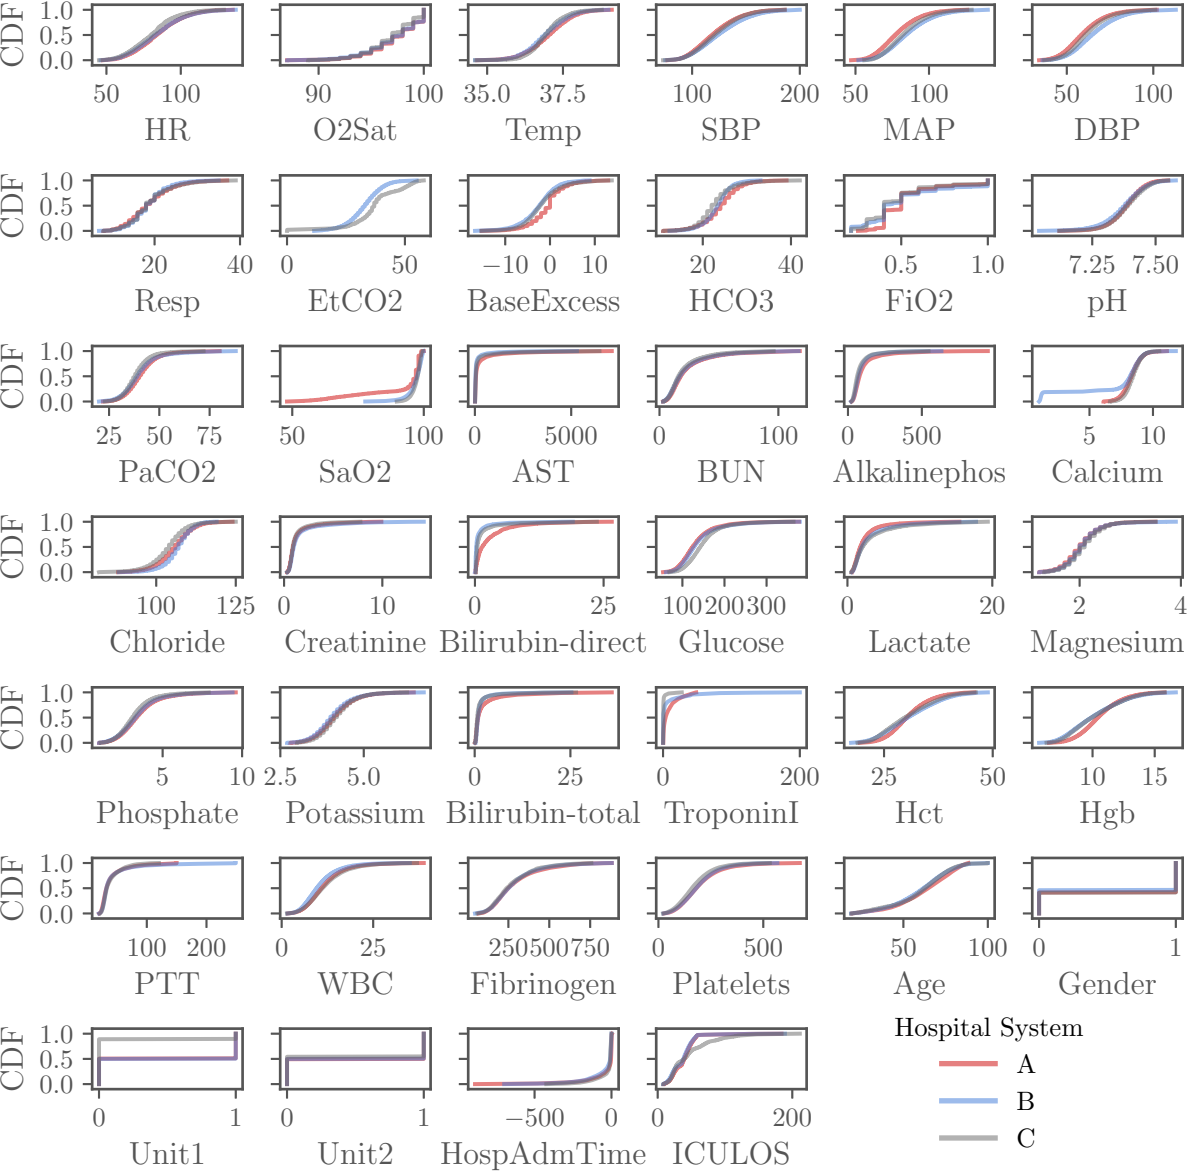 CDF 1.0 0.5 0.0
50 100 90 100 35.0 37.5 100 200 50 100 50 100
HR O2Sat Temp SBP MAP DBP
CDF 1.0 0.5 0.0
20 40 0 50 −10 0 10 20 40 0.5 1.0 7.25 7.50
Resp EtCO2 BaseExcess HCO3 FiO2 pH
CDF 1.0 0.5 0.0
25 50 75 50 100 0 5000 0 100 0 500 5 10
PaCO2 SaO2 AST BUN Alkalinephos Calcium
CDF 1.0 0.5 0.0
100 125 0 10 0 25 100 200 300 0 20 2 4
Chloride Creatinine Bilirubin-direct Glucose Lactate Magnesium
CDF 1.0 0.5 0.0
5 10 2.5 5.0 0 25 0 200 25 50 10 15
Phosphate Potassium Bilirubin-total TroponinI Hct Hgb
CDF 1.0 0.5 0.0
100 200 0 25 250 500 750 0 500 50 100 0 1
PTT WBC Fibrinogen Platelets Age Gender
CDF 1.0 0.5 0.0
0 1 0 1 −500 0 0 200
Unit1 Unit2 HospAdmTime ICULOS
Hospital System
A
B
C